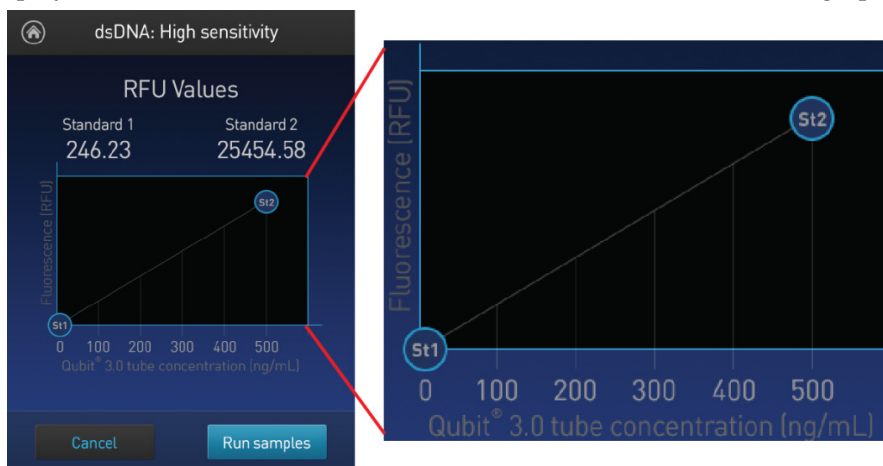 dsDNA: High sensitivity
RFU Values
Standard 1 Standard 2
246.23 25454.58
Fluorescence (RFU)
St2
St1
0 100 200 300 400 500
Qubit® 3.0 tube concentration (ng/mL)
Cancel Run samples
Fluorescence (RFU)
St2
St1
0 100 200 300 400 500
Qubit® 3.0 tube concentration (ng/mL)